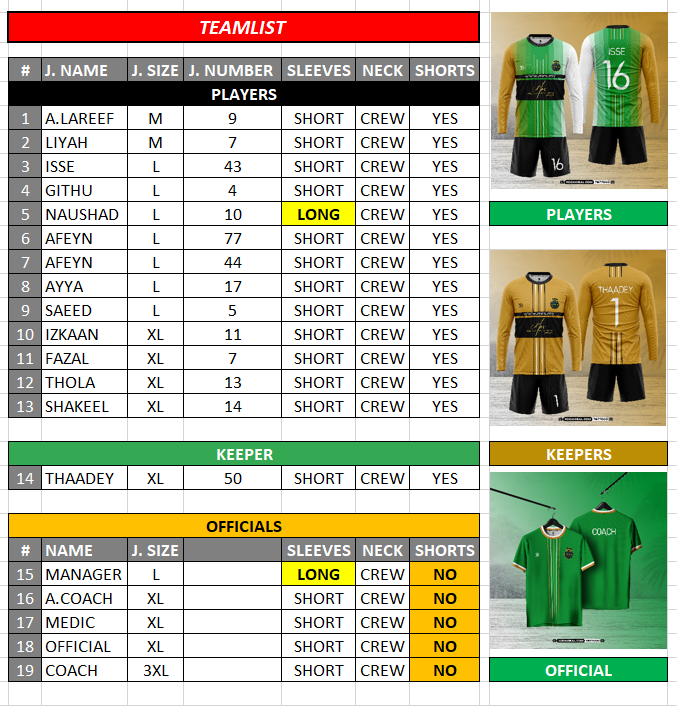 TEAMLIST
# J. NAME J. SIZE J. NUMBER SLEEVES NECK SHORTS
PLAYERS
1 A.LAREEF M 9 SHORT CREW YES
2 LIYAH M 7 SHORT CREW YES
3 ISSE L 43 SHORT CREW YES
4 GITHU L 4 SHORT CREW YES
5 NAUSHAD L 10 LONG CREW YES
6 AFEYN L 77 SHORT CREW YES
7 AFEYN L 44 SHORT CREW YES
8 AYYA L 17 SHORT CREW YES
9 SAEED L 5 SHORT CREW YES
10 IZKAAN XL 11 SHORT CREW YES
11 FAZAL XL 7 SHORT CREW YES
12 THOLA XL 13 SHORT CREW YES
13 SHAKEEL XL 14 SHORT CREW YES
KEEPER
14 THAADEY XL 50 SHORT CREW YES
OFFICIALS
# NAME J. SIZE SLEEVES NECK SHORTS
15 MANAGER L LONG CREW NO
16 A.COACH XL SHORT CREW NO
17 MEDIC XL SHORT CREW NO
18 OFFICIAL XL SHORT CREW NO
19 COACH 3XL SHORT CREW NO
ISSE
16
16
PLAYERS
THAADEY
1
1
KEEPERS
COACH
OFFICIAL